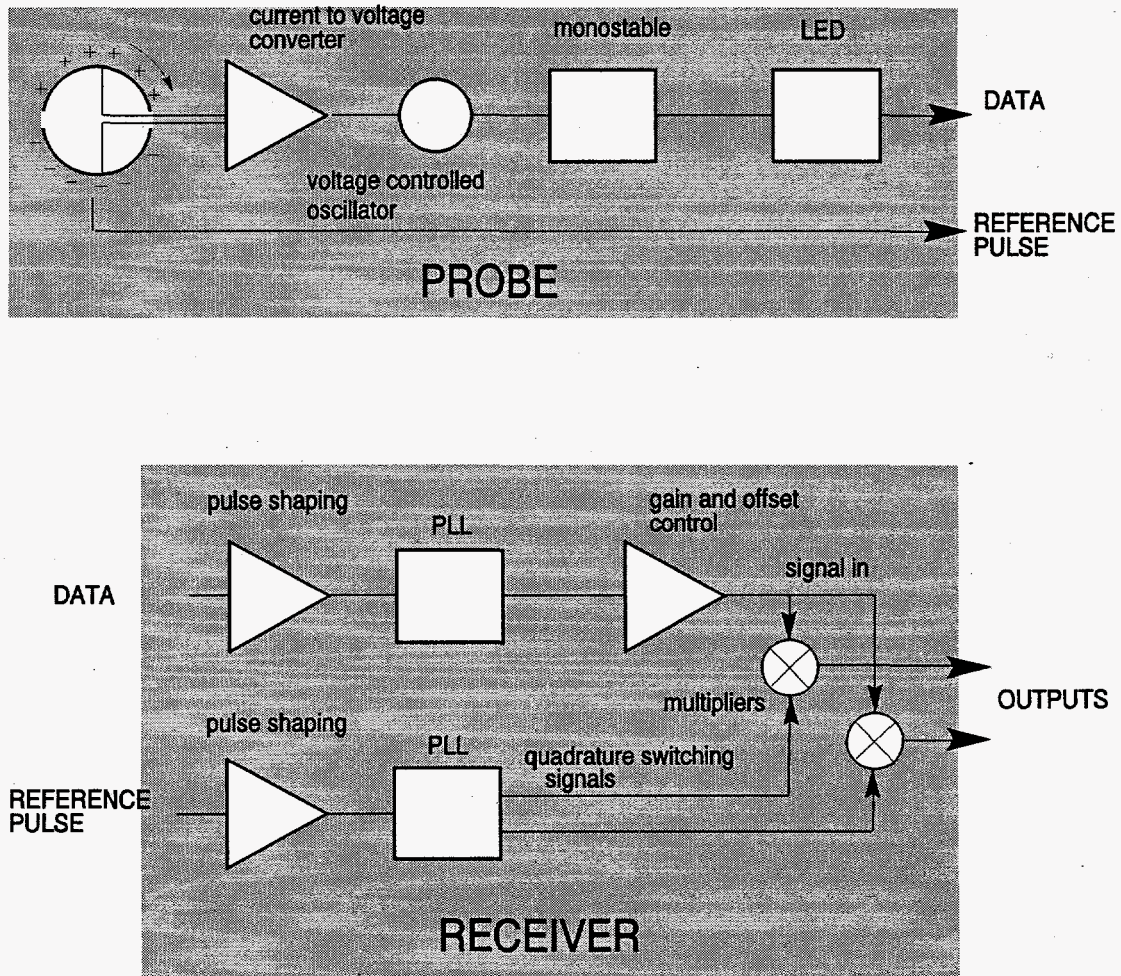 current to voltage
converter
monostable
LED
+ + + + + + + +
DATA
voltage controlled
oscillator
− − − − − − −
REFERENCE
PULSE
PROBE
pulse shaping
PLL
gain and offset
control
signal in
DATA
multipliers
OUTPUTS
pulse shaping
PLL
quadrature switching
signals
REFERENCE
PULSE
RECEIVER